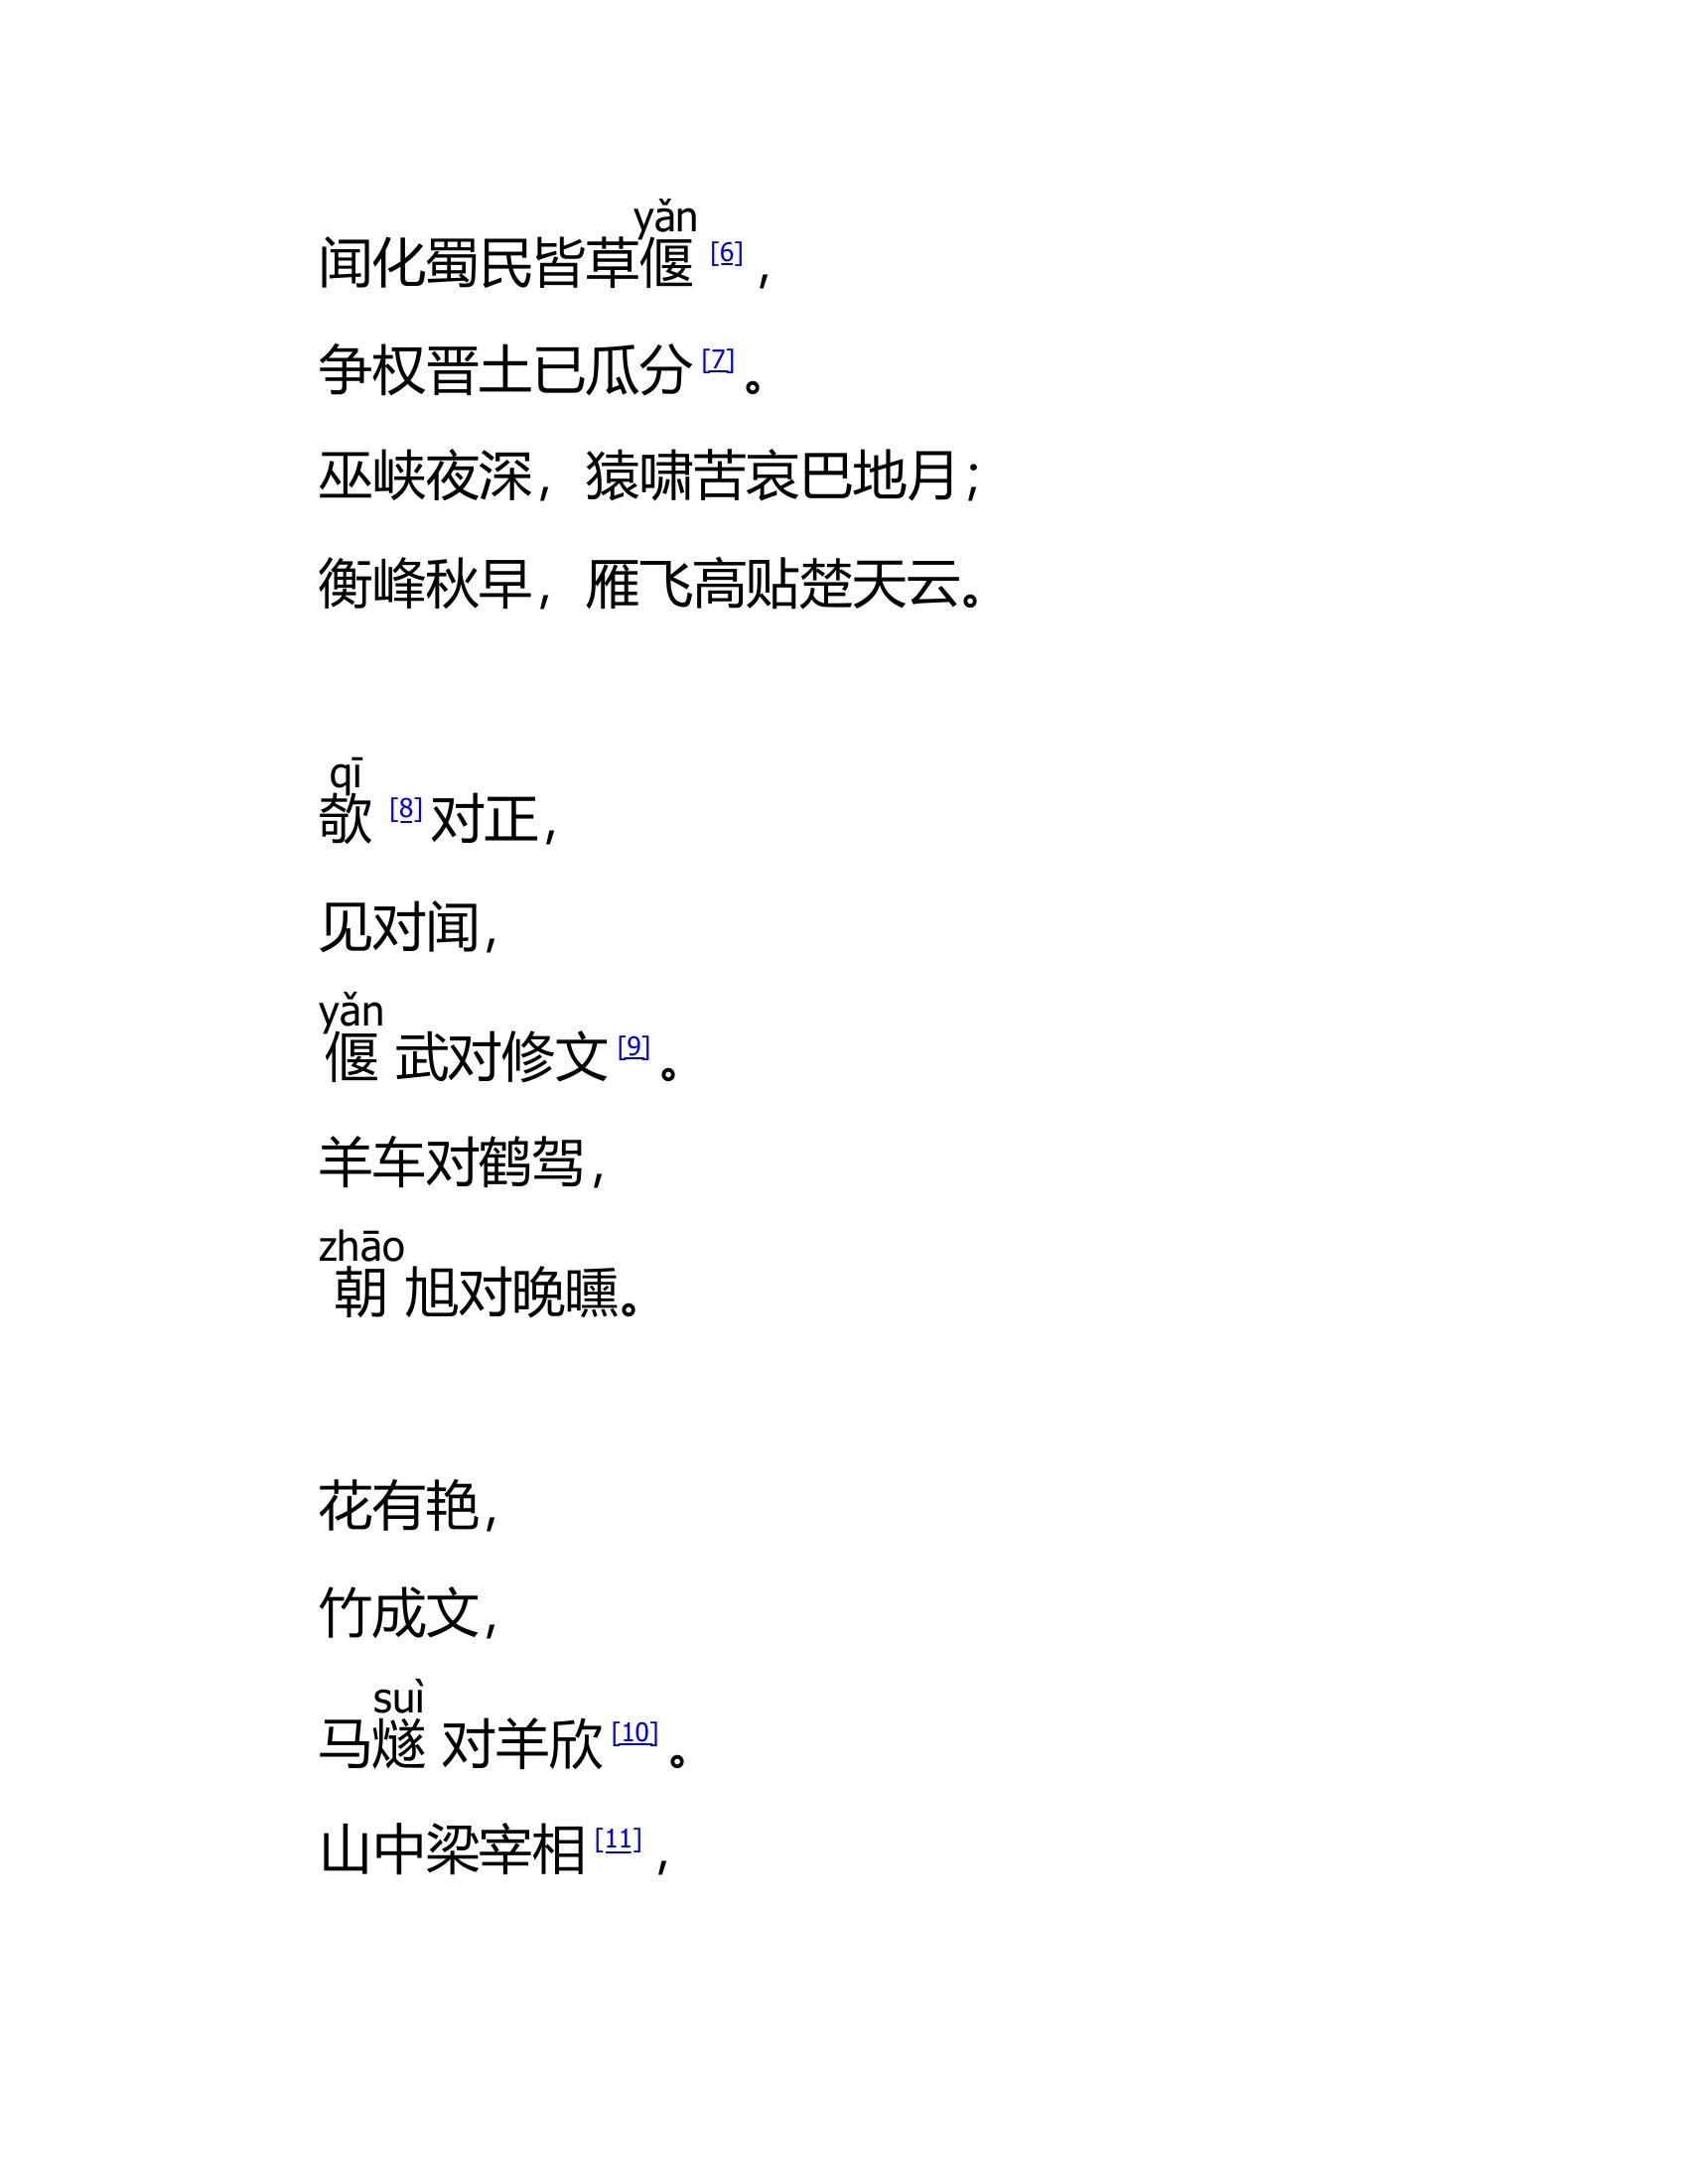 yǎn
闻化蜀民皆草偃 [6] ，
争权晋土已瓜分 [7] 。
巫峡夜深，猿啸苦哀巴地月；
衡峰秋早，雁飞高贴楚天云。
qī
欹 [8] 对正，
见对闻，
yǎn
偃 武对修文 [9] 。
羊车对鹤驾，
zhāo
朝 旭对晚曛。
花有艳，
竹成文，
suì
马燧 对羊欣 [10] 。
山中梁宰相 [11] ，